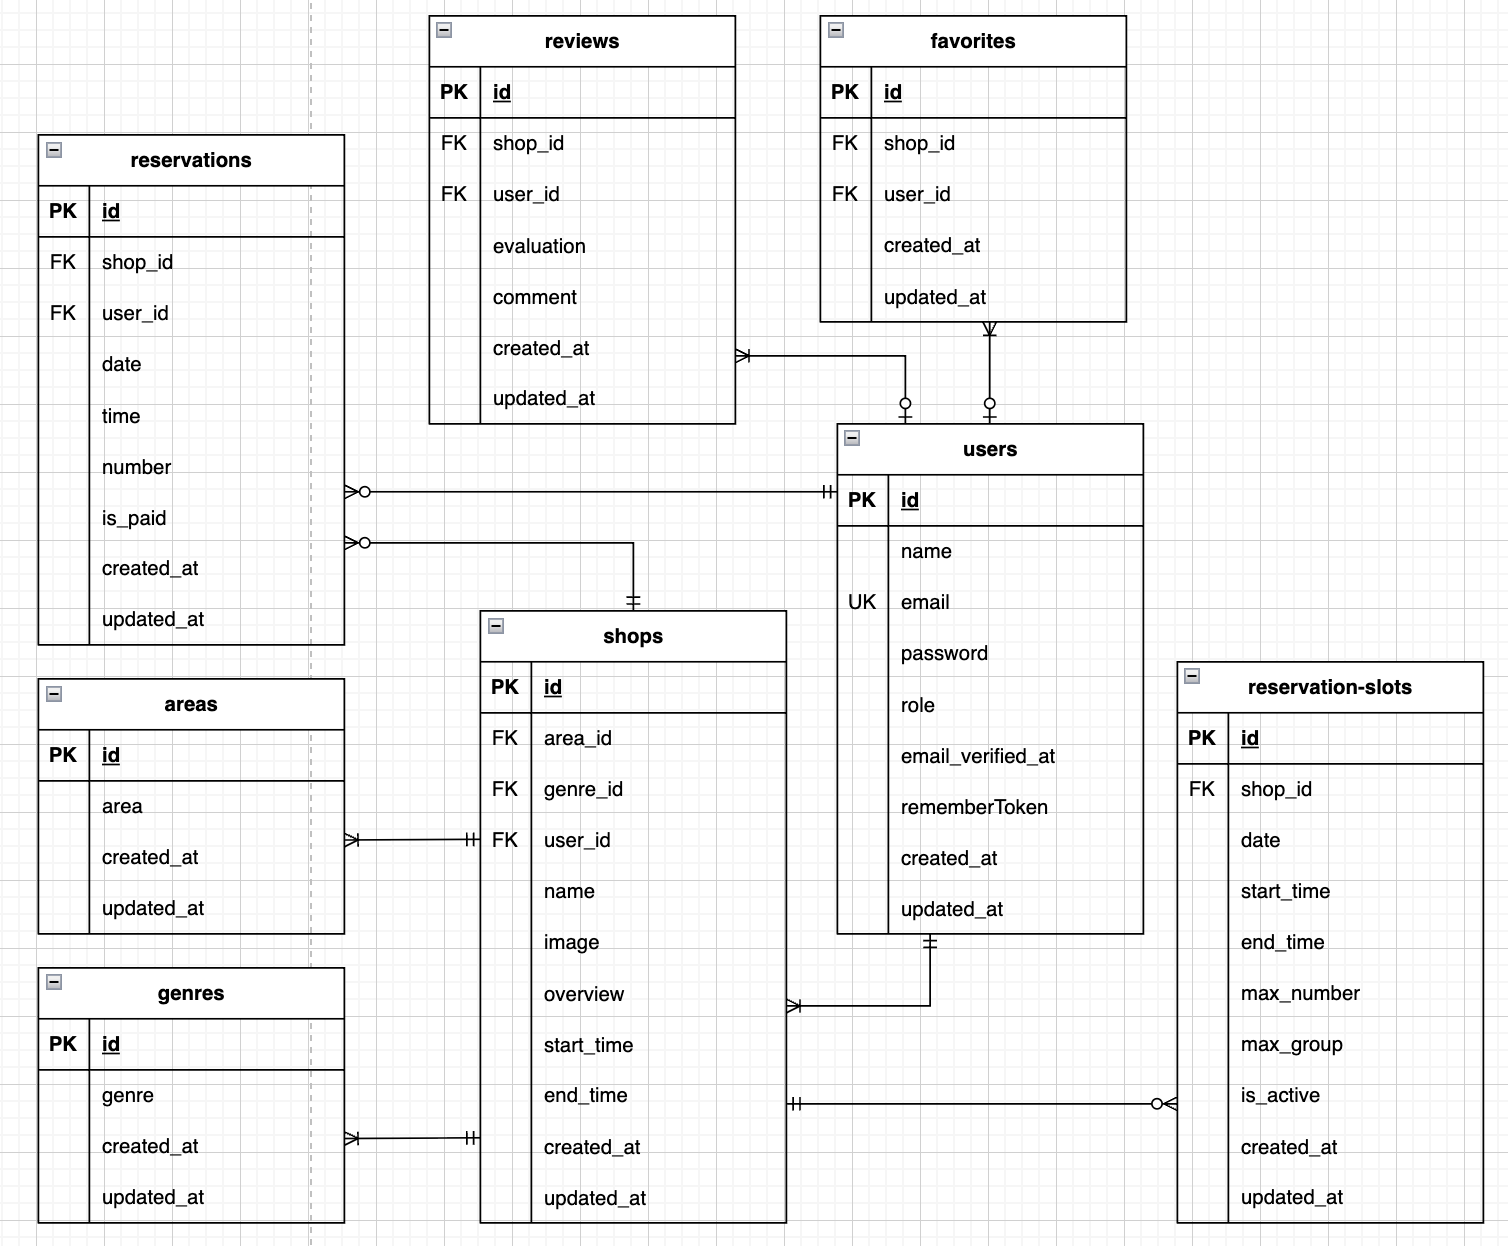 reviews
PK id
FK shop_id
FK user_id
evaluation
comment
created_at
updated_at
favorites
PK id
FK shop_id
FK user_id
created_at
updated_at
reservations
PK id
FK shop_id
FK user_id
date
time
number
is_paid
created_at
updated_at
users
PK id
name
UK email
password
role
email_verified_at
rememberToken
created_at
updated_at
shops
PK id
FK area_id
FK genre_id
FK user_id
name
image
overview
start_time
end_time
created_at
updated_at
areas
PK id
area
created_at
updated_at
genres
PK id
genre
created_at
updated_at
reservation-slots
PK id
FK shop_id
date
start_time
end_time
max_number
max_group
is_active
created_at
updated_at